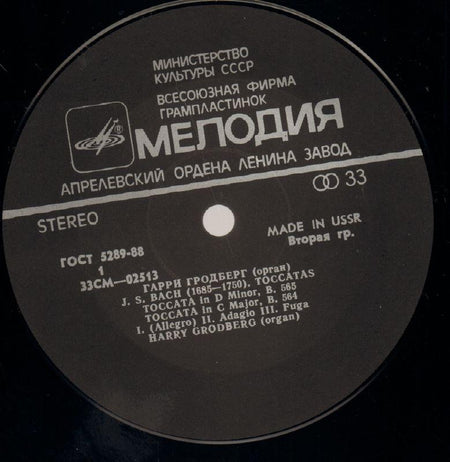 МИНИСТЕРСТВО
КУЛЬТУРЫ СССР
ВСЕСОЮЗНАЯ ФИРМА
ГРАМПЛАСТИНОК
МЕЛОДИЯ
АПРЕЛЕВСКИЙ ОРДЕНА ЛЕНИНА ЗАВОД
STEREO
33
ГОСТ 5289-88
MADE IN USSR
1
Вторая гр.
33СМ—02513
ГАРРИ ГРОДБЕРГ (орган)
J. S. BACH (1685—1750). TOCCATAS
TOCCATA in D Minor, B. 565
TOCCATA in C Major, B. 564
I. (Allegro) II. Adagio III. Fuga
HARRY GRODBERG (organ)